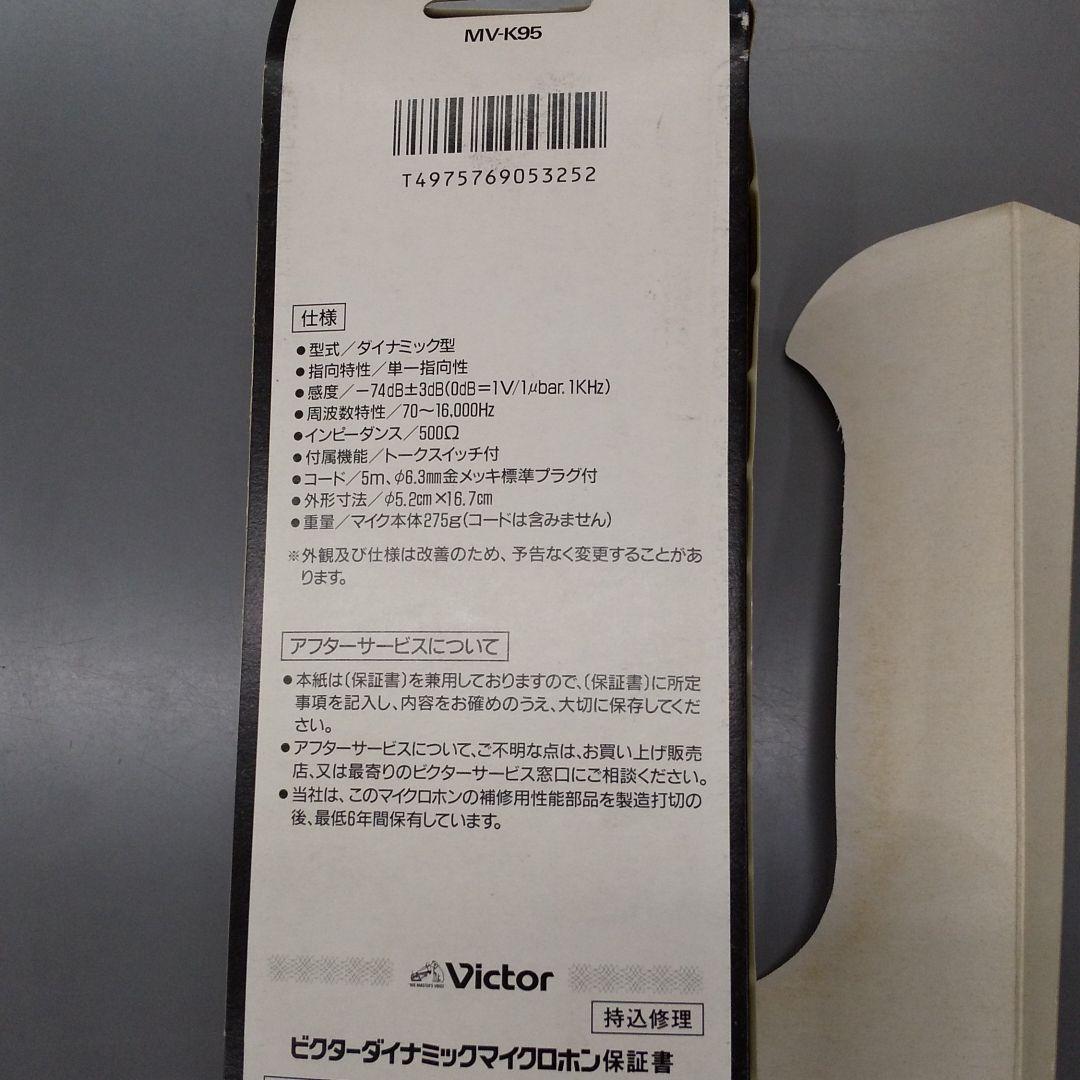 MV-K95
T4975769053252
仕様
●型式／ダイナミック型
●指向特性／単一指向性
●感度／−74dB±3dB(0dB＝1V/1μbar. 1KHz)
●周波数特性／70〜16,000Hz
●インピーダンス／500Ω
●付属機能／トークスイッチ付
●コード／5m、φ6.3mm金メッキ標準プラグ付
●外形寸法／φ5.2cm×16.7cm
●重量／マイク本体275g(コードは含みません)
※外観及び仕様は改善のため、予告なく変更することがあ
ります。
アフターサービスについて
●本紙は〔保証書〕を兼用しておりますので、〔保証書〕に所定
事項を記入し、内容をお確めのうえ、大切に保存してくだ
さい。
●アフターサービスについて、ご不明な点は、お買い上げ販売
店、又は最寄りのビクターサービス窓口にご相談ください。
●当社は、このマイクロホンの補修用性能部品を製造打切の
後、最低6年間保有しています。
"HIS MASTER'S VOICE"
Victor
持込修理
ビクターダイナミックマイクロホン保証書